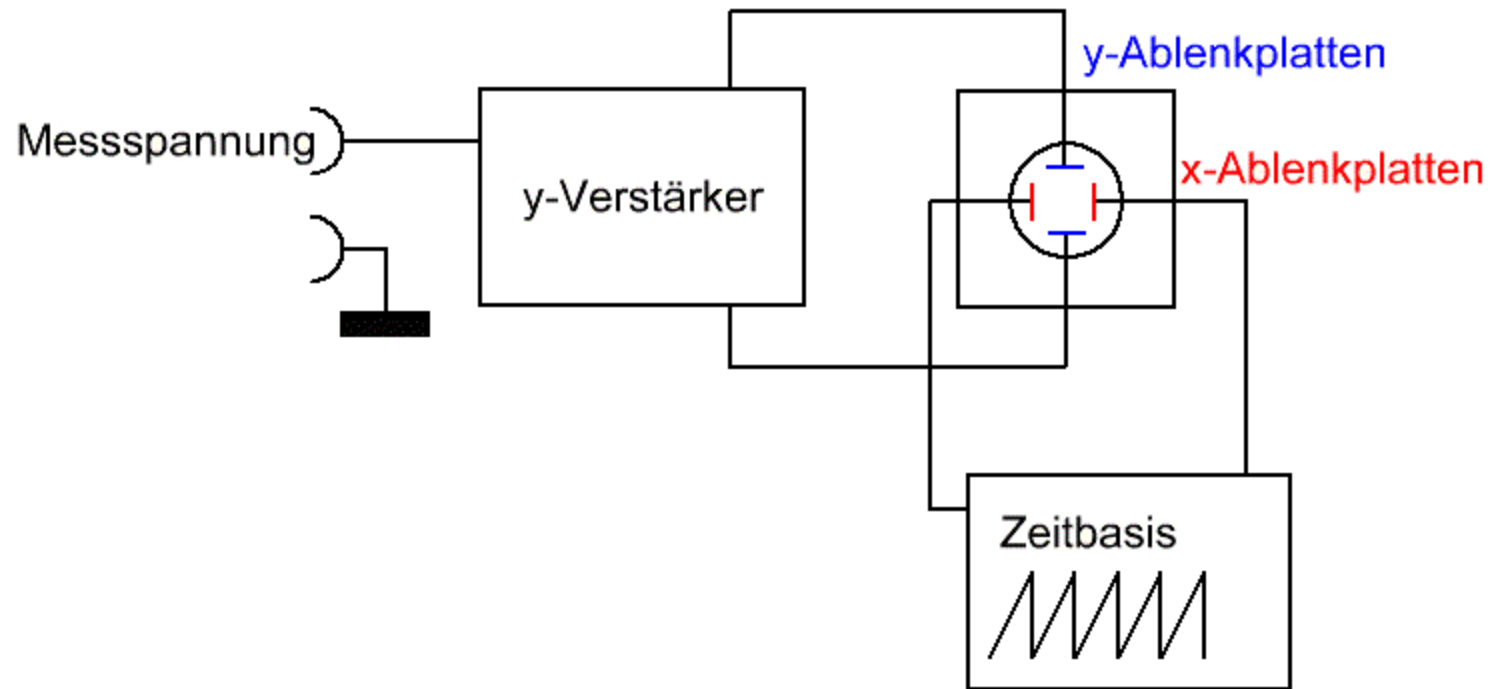 y-Ablenkplatten
Messspannung
x-Ablenkplatten
y-Verstärker
Zeitbasis